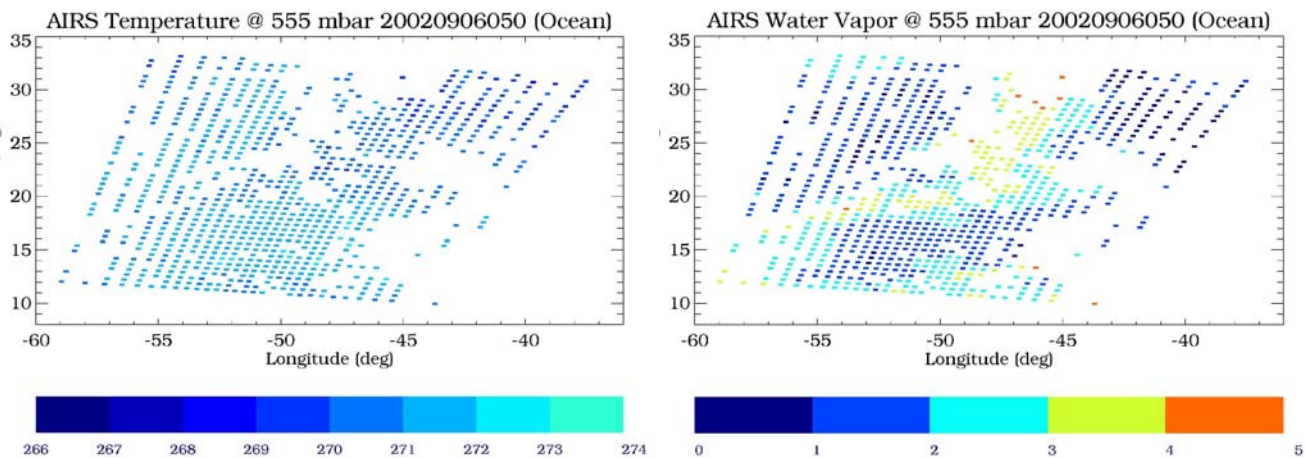 AIRS Temperature @ 555 mbar 20020906050 (Ocean)
35
30
25
20
15
10
-60 -55 -50 -45 -40
Longitude (deg)
266 267 268 269 270 271 272 273 274
AIRS Water Vapor @ 555 mbar 20020906050 (Ocean)
35
30
25
20
15
10
-60 -55 -50 -45 -40
Longitude (deg)
0 1 2 3 4 5